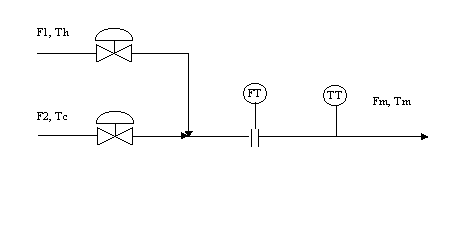 F1, Th
F2, Tc
FT
TT
Fm, Tm